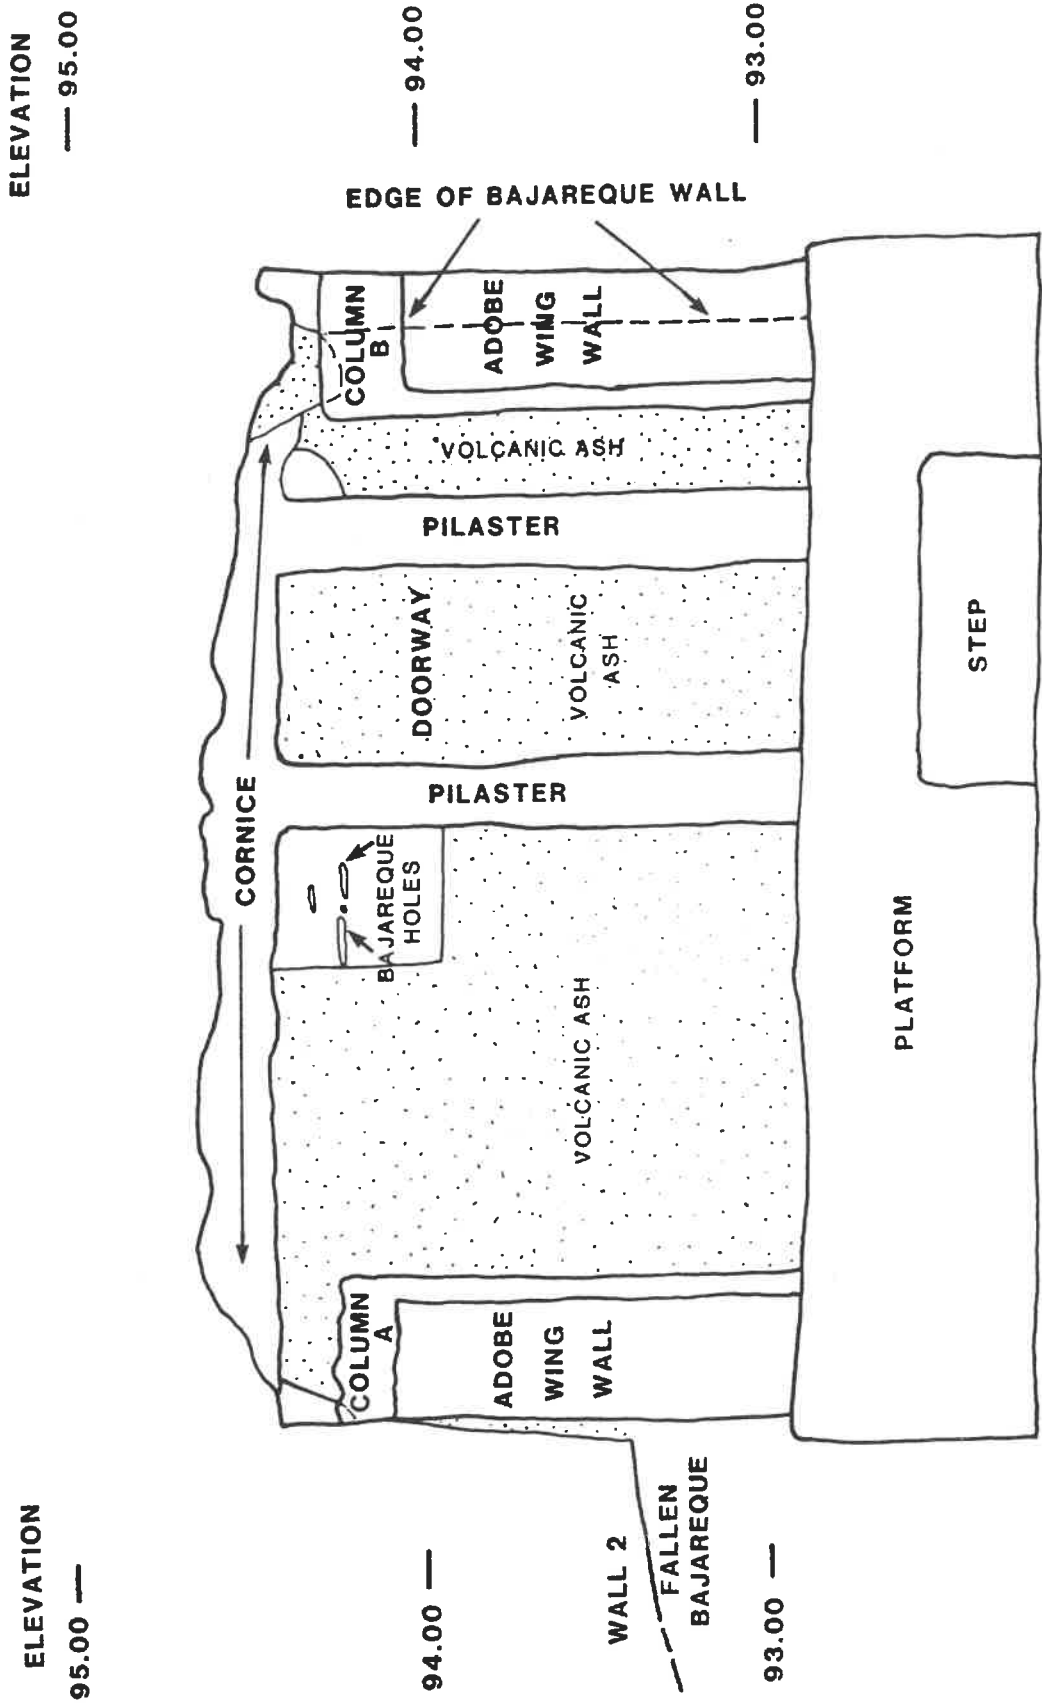 ELEVATION
95.00
94.00
93.00
WALL 2
FALLEN
BAJAREQUE
CORNICE
COLUMN
A
ADOBE
WING
WALL
VOLCANIC ASH
BAJAREQUE
HOLES
PILASTER
DOORWAY
VOLCANIC
ASH
PILASTER
VOLCANIC ASH
COLUMN
B
ADOBE
WING
WALL
EDGE OF BAJAREQUE WALL
PLATFORM
STEP
ELEVATION
95.00
94.00
93.00